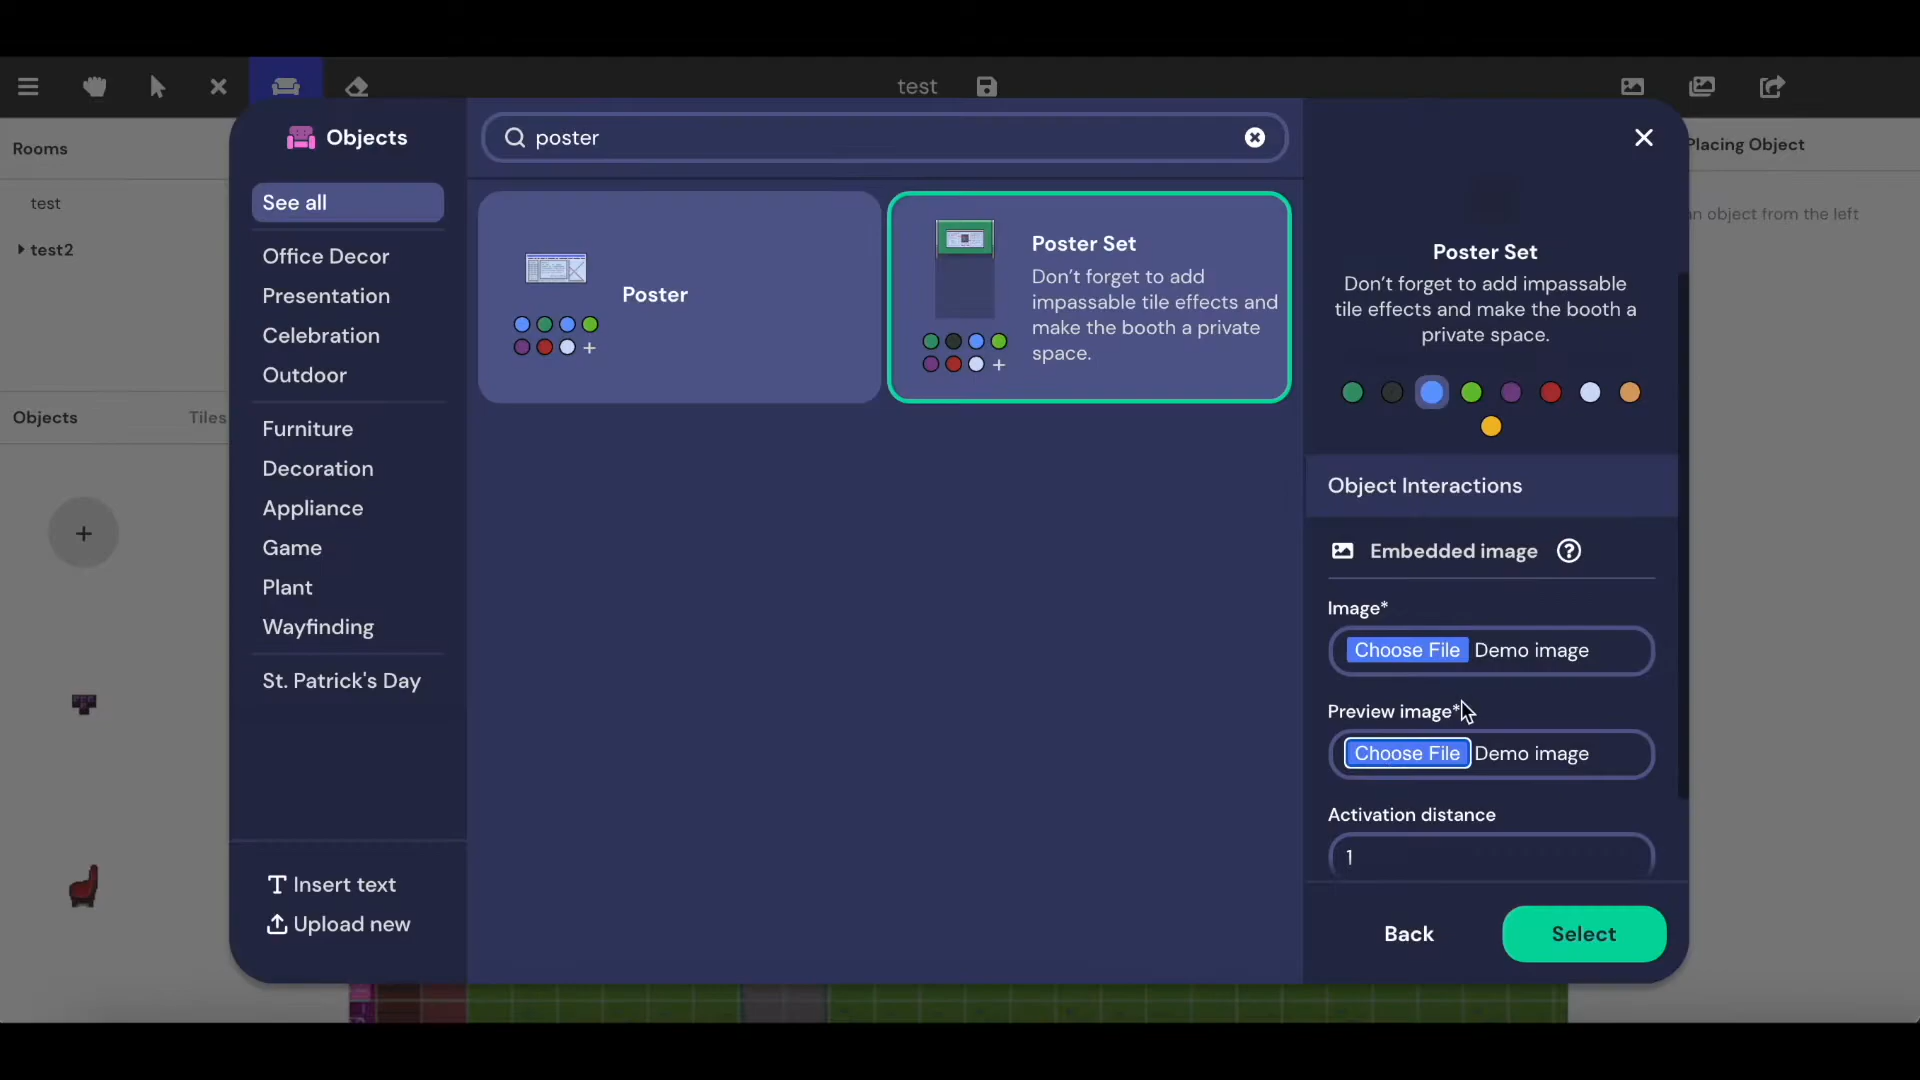 test
Rooms
test
test2
Objects
Tiles
Objects
See all
Office Decor
Presentation
Celebration
Outdoor
Furniture
Decoration
Appliance
Game
Plant
Wayfinding
St. Patrick's Day
Insert text
Upload new
poster
Poster
Poster Set
Don't forget to add
impassable tile effects and
make the booth a private
space.
Poster Set
Don't forget to add impassable
tile effects and make the booth a
private space.
Object Interactions
Embedded image
Image*
Choose File Demo image
Preview image*
Choose File Demo image
Activation distance
1
Back
Select
Placing Object
an object from the left